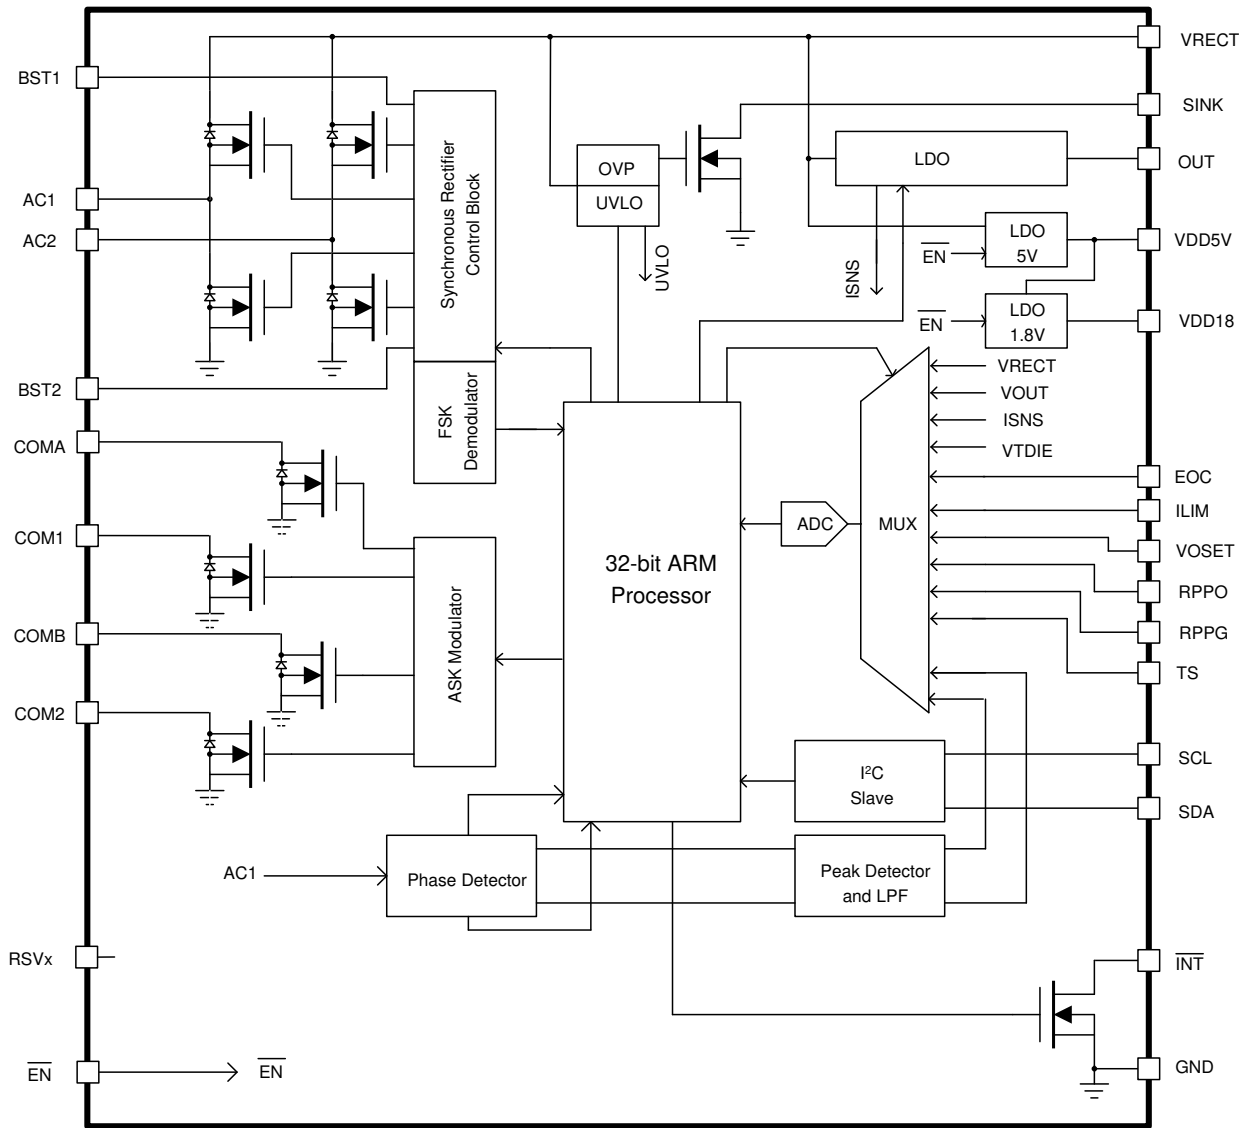 VRECT
BST1
SINK
OVP
UVLO
LDO
OUT
Synchronous Rectifier
Control Block
AC1
AC2
UVLO
ISNS
EN
LDO
5V
VDD5V
EN
LDO
1.8V
VDD18
BST2
FSK
Demodulator
VRECT
VOUT
ISNS
VTDIE
COMA
EOC
ILIM
COM1
ADC
MUX
VOSET
32-bit ARM
Processor
RPPO
COMB
RPPG
ASK Modulator
TS
COM2
SCL
I²C
Slave
SDA
AC1
Phase Detector
Peak Detector
and LPF
RSVx
INT
EN
EN
GND